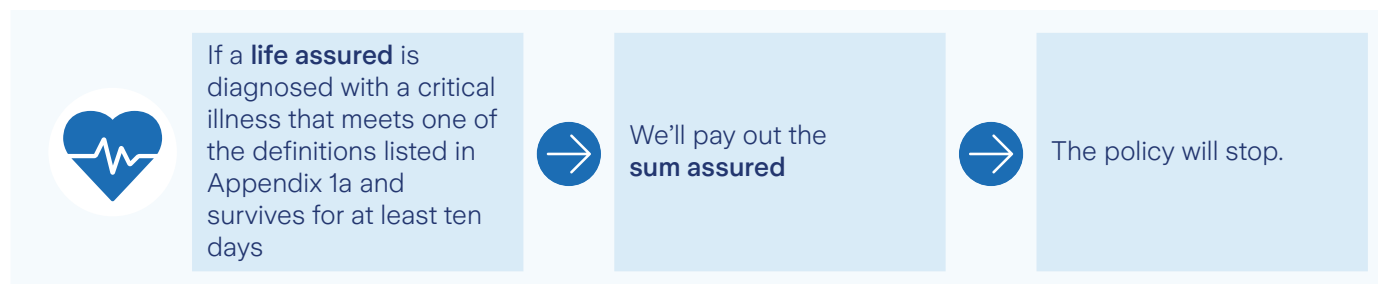 If a life assured is
diagnosed with a critical
illness that meets one of
the definitions listed in
Appendix 1a and
survives for at least ten
days
We’ll pay out the
sum assured
The policy will stop.